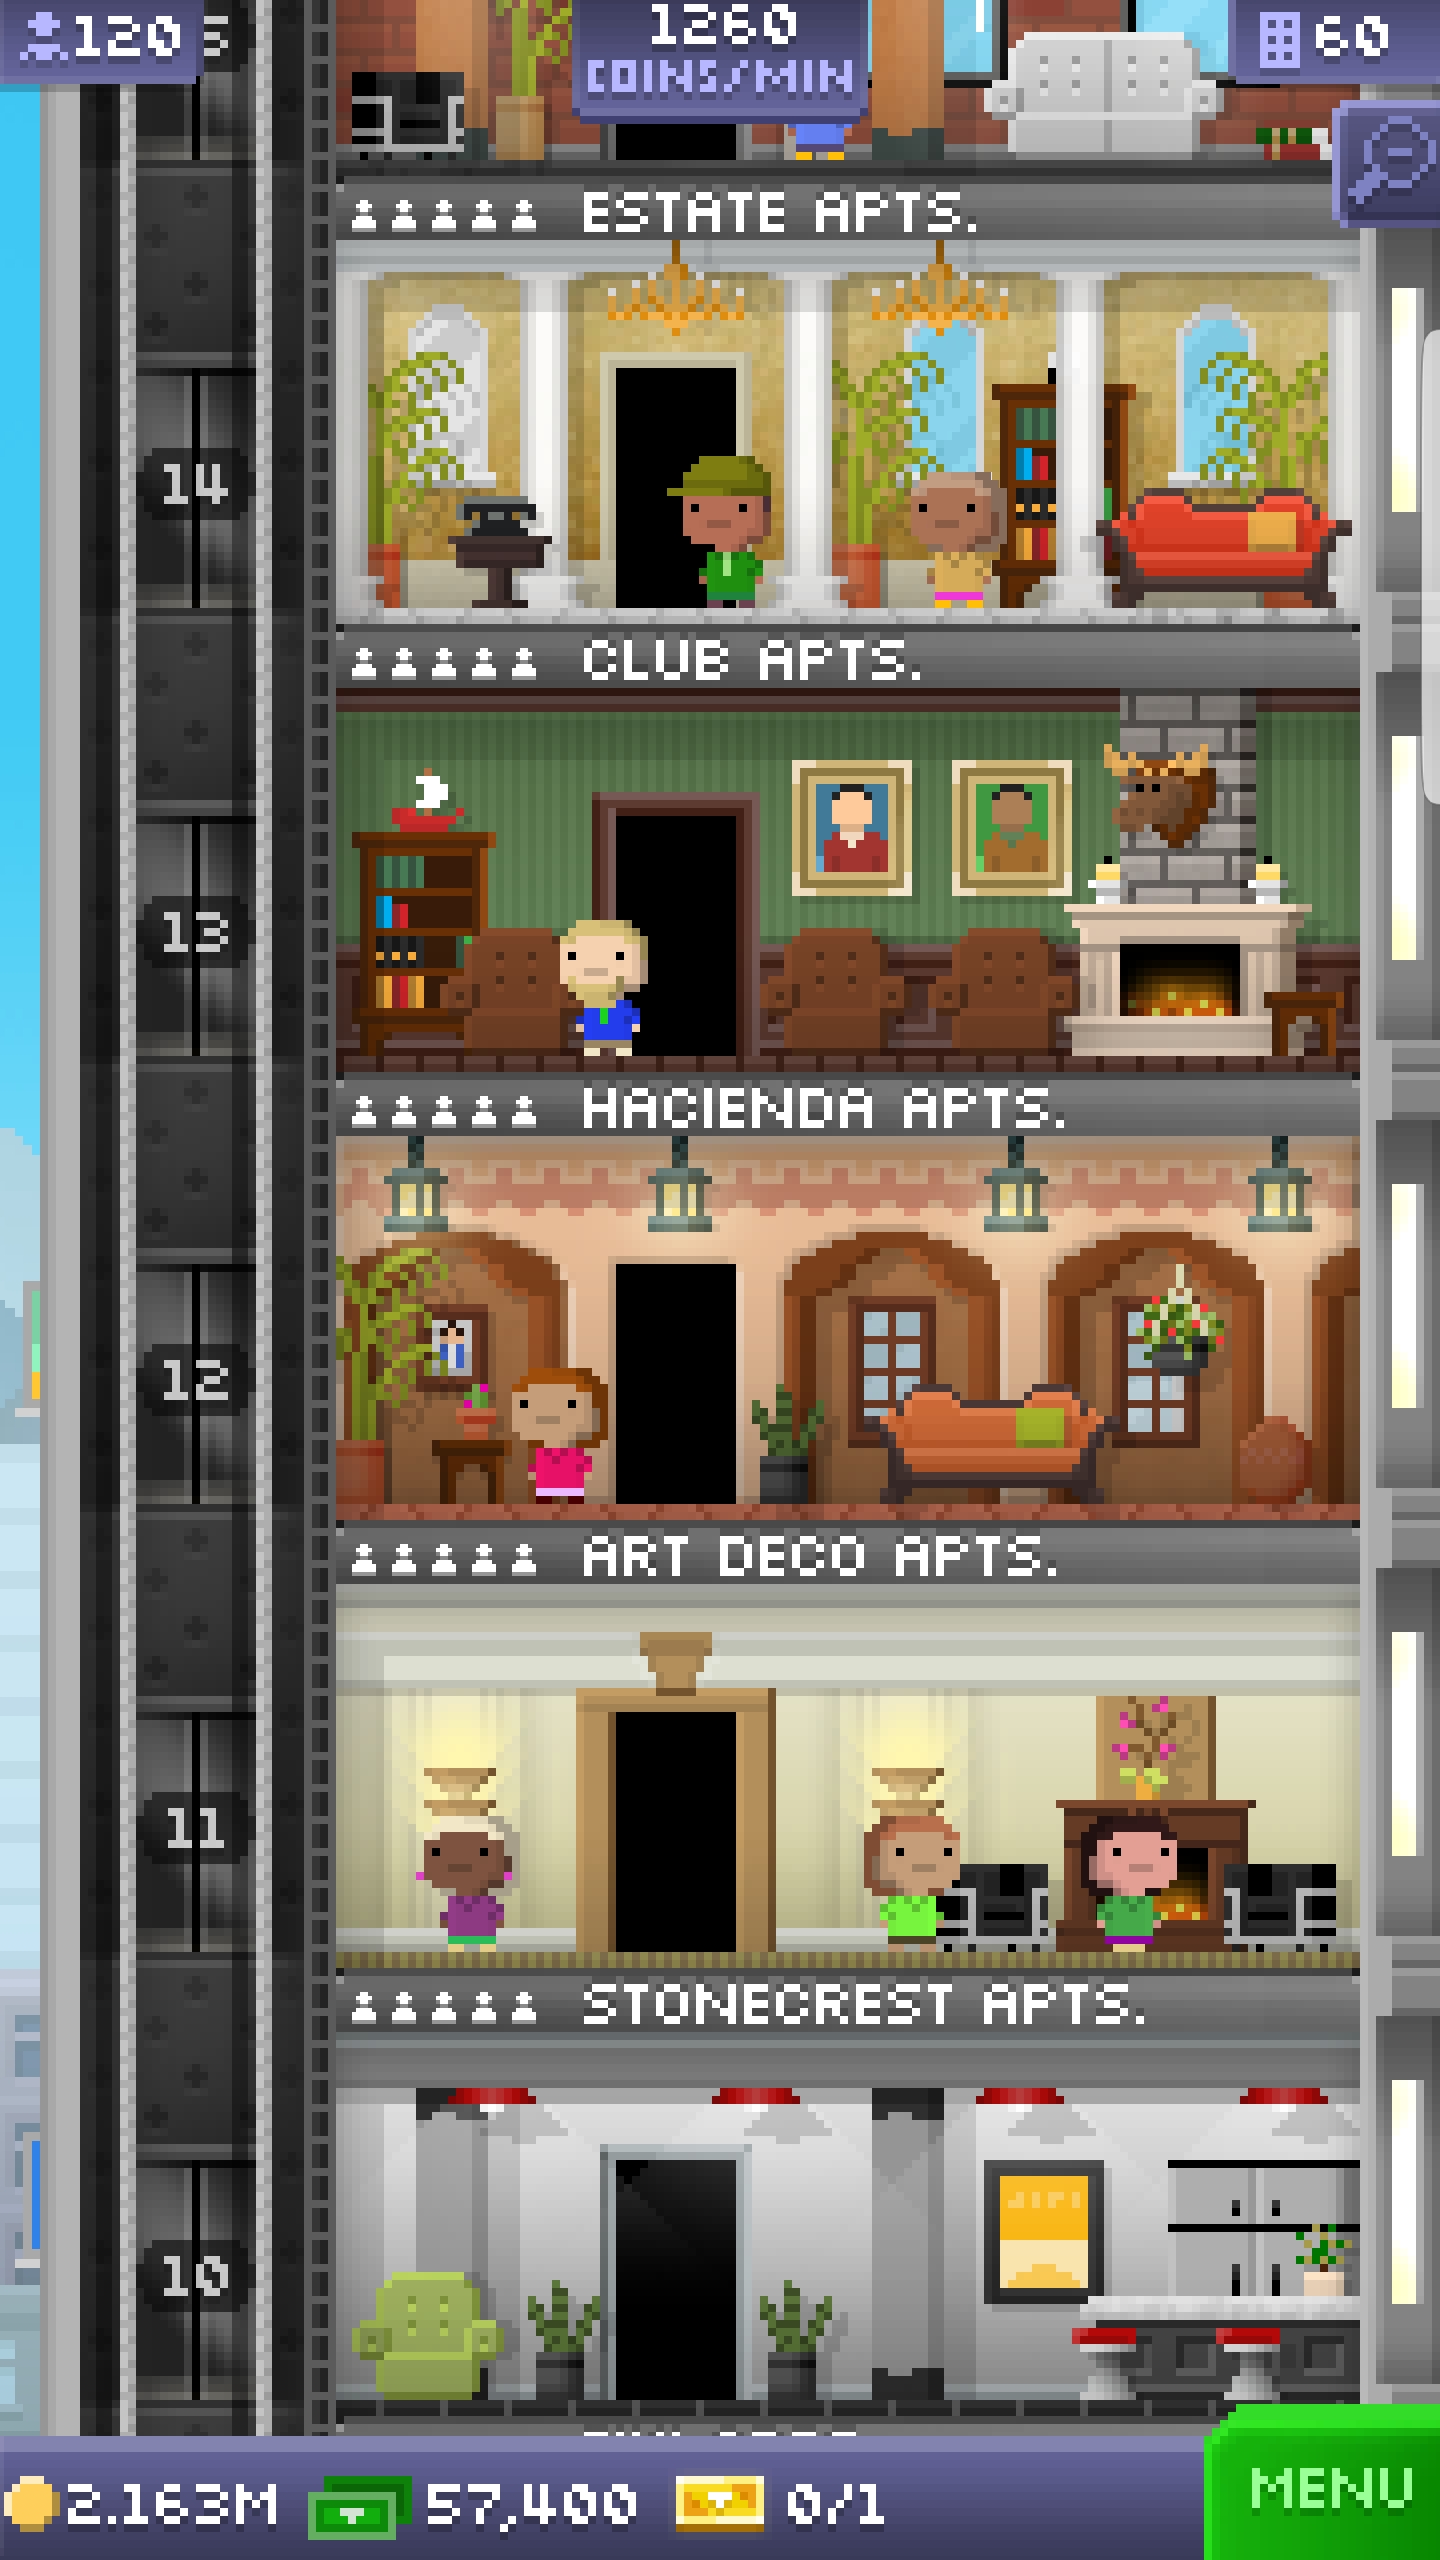 120
5
1260
COINS/MIN
60
ESTATE APTS.
14
CLUB APTS.
13
HACIENDA APTS.
12
ART DECO APTS.
11
STONECREST APTS.
10
2.163M
57,400
0/1
MENU